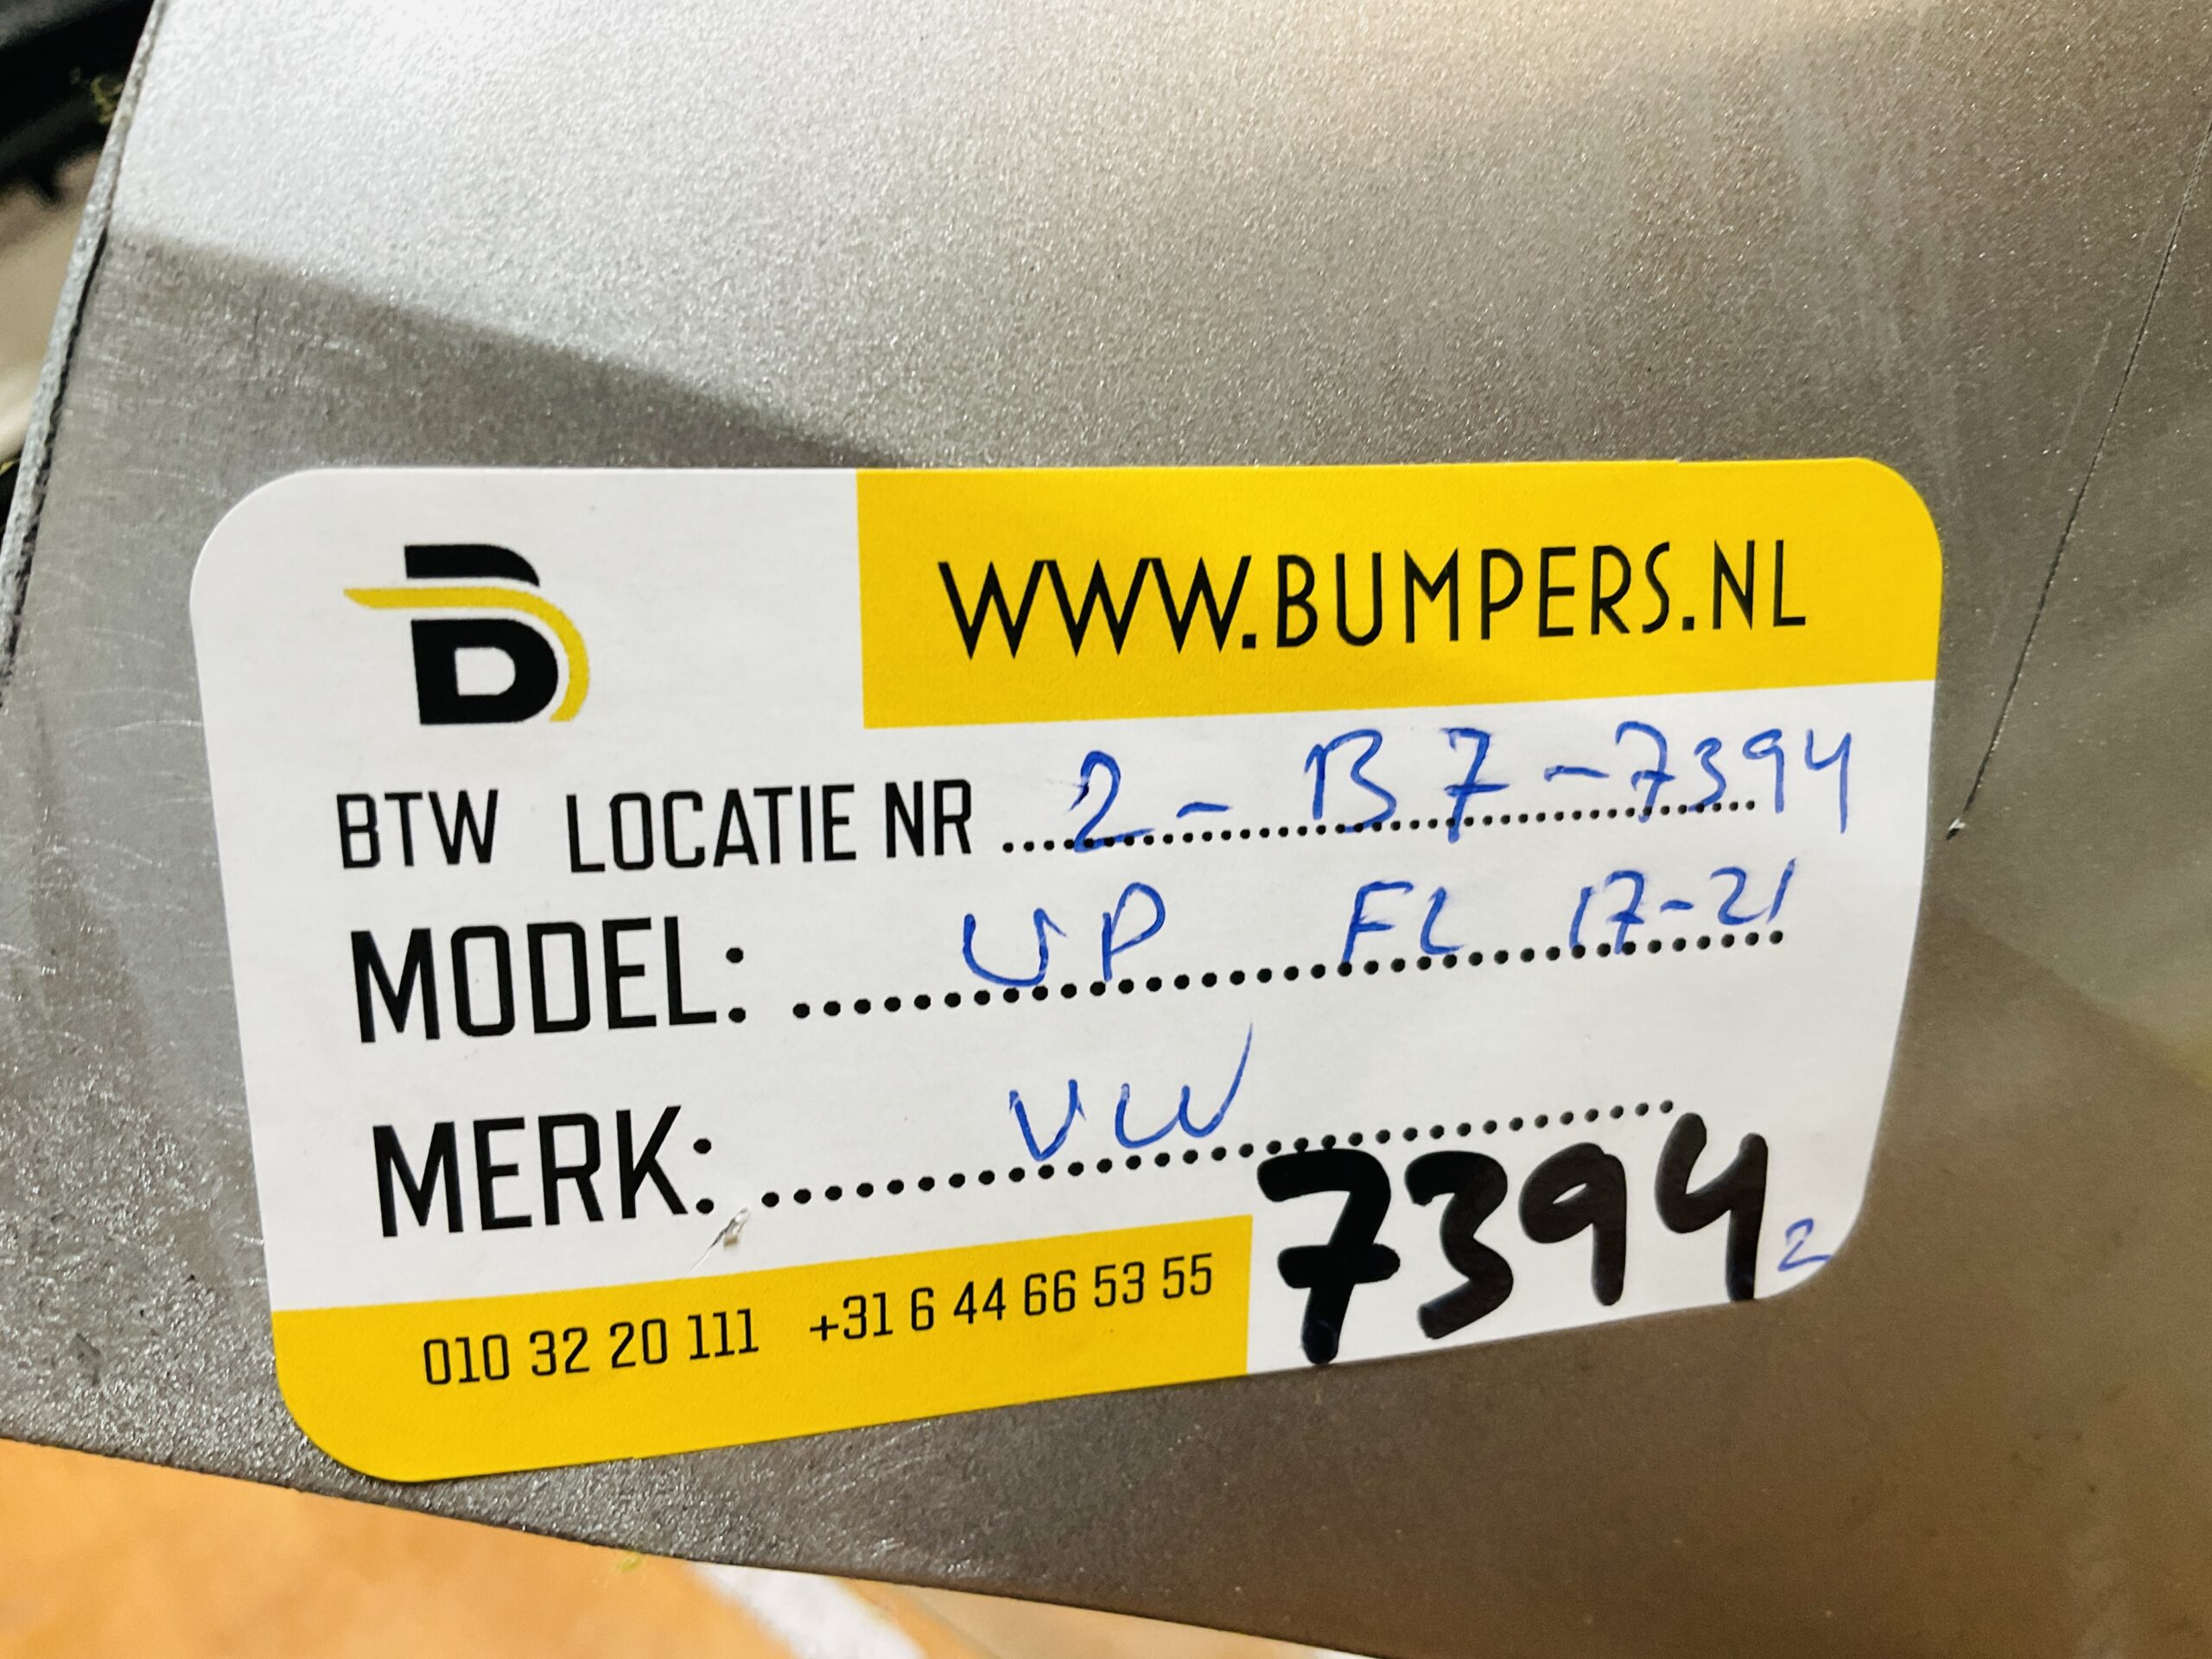 B
WWW.BUMPERS.NL
BTW LOCATIE NR 2 - B7 - 7394
MODEL: UP FL 17-21
MERK: VW
7394 2
010 32 20 111 +31 6 44 66 53 55